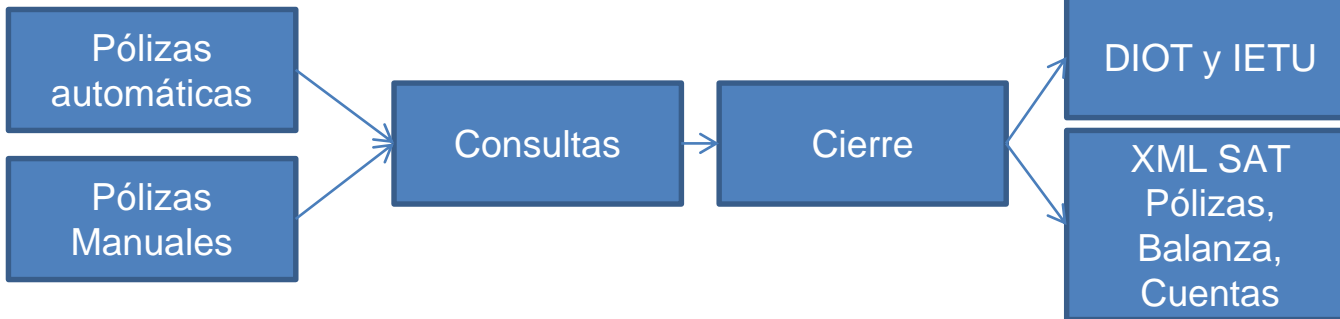 Pólizas
automáticas
Pólizas
Manuales
Consultas
Cierre
DIOT y IETU
XML SAT
Pólizas,
Balanza,
Cuentas